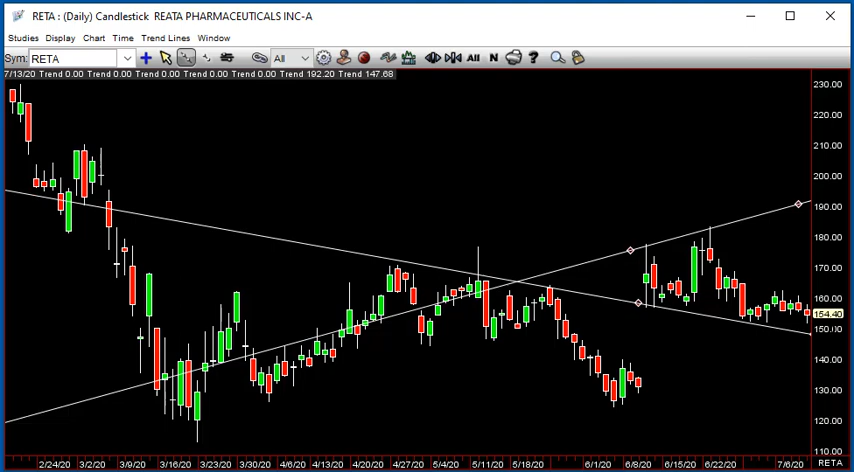 RETA : (Daily) Candlestick  REATA PHARMACEUTICALS INC-A
Studies Display Chart Time Trend Lines Window
Sym: RETA All All N ?
7/13/20 Trend 0.00 Trend 0.00 Trend 0.00 Trend 0.00 Trend 0.00 Trend 192.20 Trend 147.68
230.00
220.00
210.00
200.00
190.00
180.00
170.00
160.00
154.40
150.00
140.00
130.00
120.00
110.00
2/24/20 3/2/20 3/9/20 3/16/20 3/23/20 3/30/20 4/6/20 4/13/20 4/20/20 4/27/20 5/4/20 5/11/20 5/18/20 6/1/20 6/8/20 6/15/20 6/22/20 7/6/20 RETA